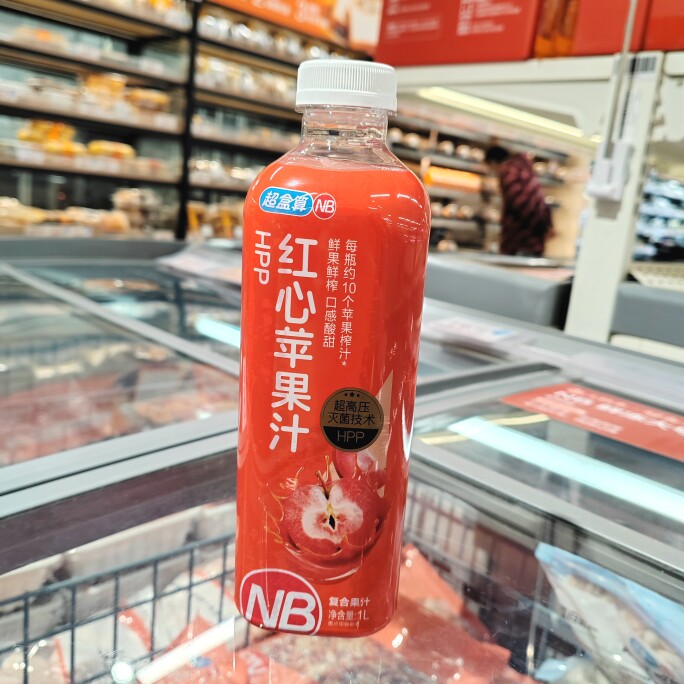 超盒算 NB
HPP
红心苹果汁
每瓶约10个苹果榨汁*
鲜果鲜榨 口感酸甜
超高压
灭菌技术
HPP
NB
复合果汁
净含量:1L